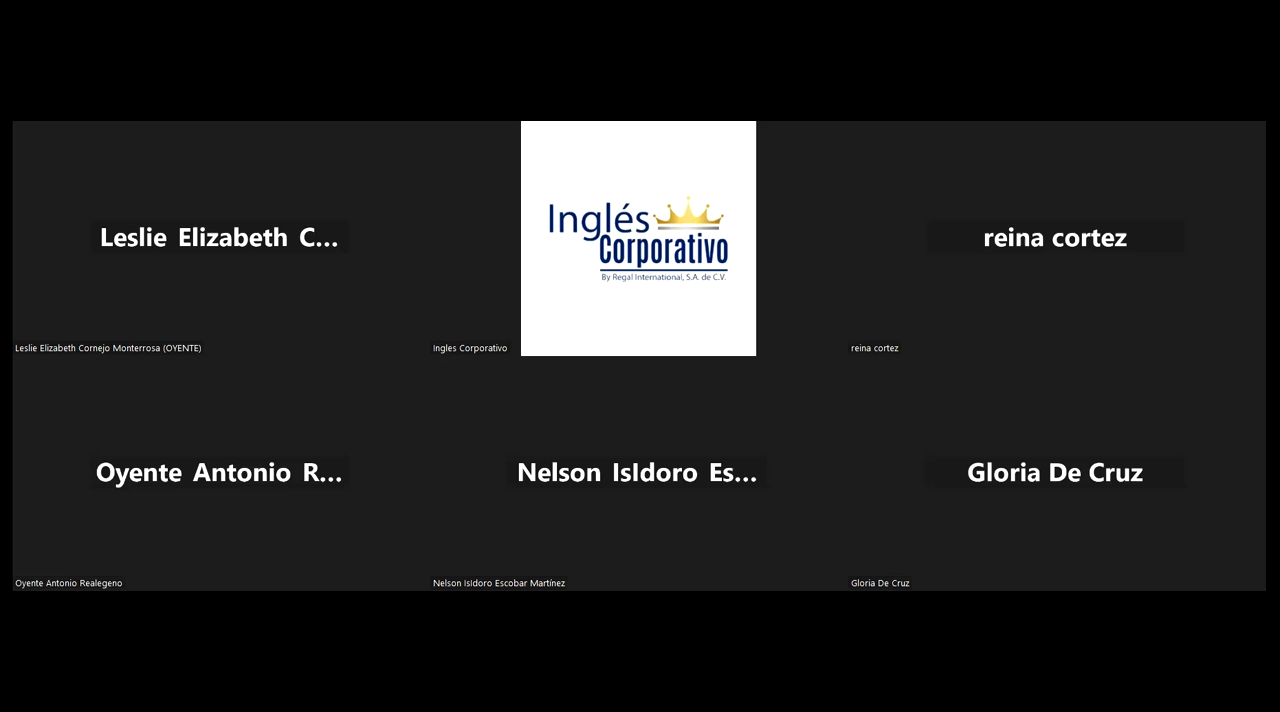 Leslie Elizabeth C...
Inglés
Corporativo
By Regal International, S.A. de C.V.
reina cortez
Leslie Elizabeth Cornejo Monterrosa (OYENTE)
Ingles Corporativo
reina cortez
Oyente Antonio R...
Nelson IsIdoro Es...
Gloria De Cruz
Oyente Antonio Realegeno
Nelson IsIdoro Escobar Martínez
Gloria De Cruz